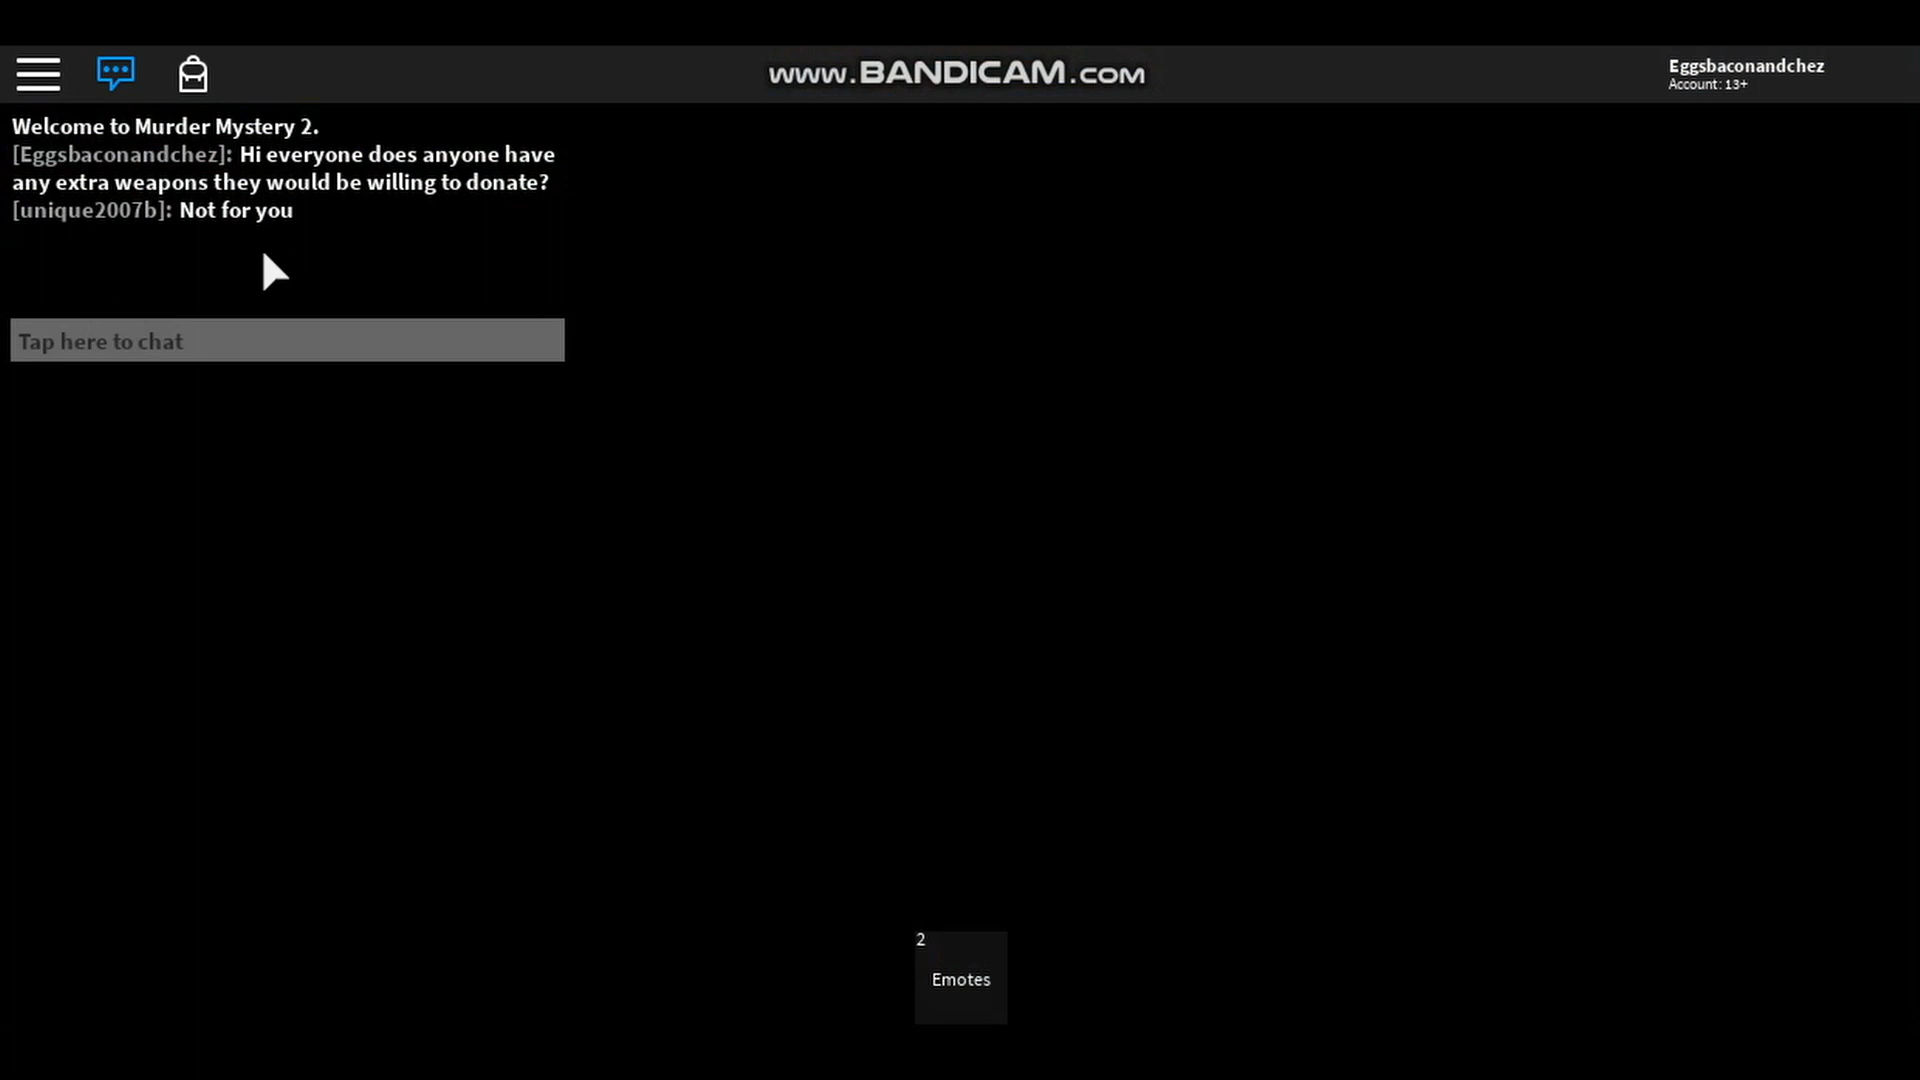 www.BANDICAM.com
Eggsbaconandchez
Account: 13+
Welcome to Murder Mystery 2.
[Eggsbaconandchez]: Hi everyone does anyone have
any extra weapons they would be willing to donate?
[unique2007b]: Not for you
Tap here to chat
2
Emotes